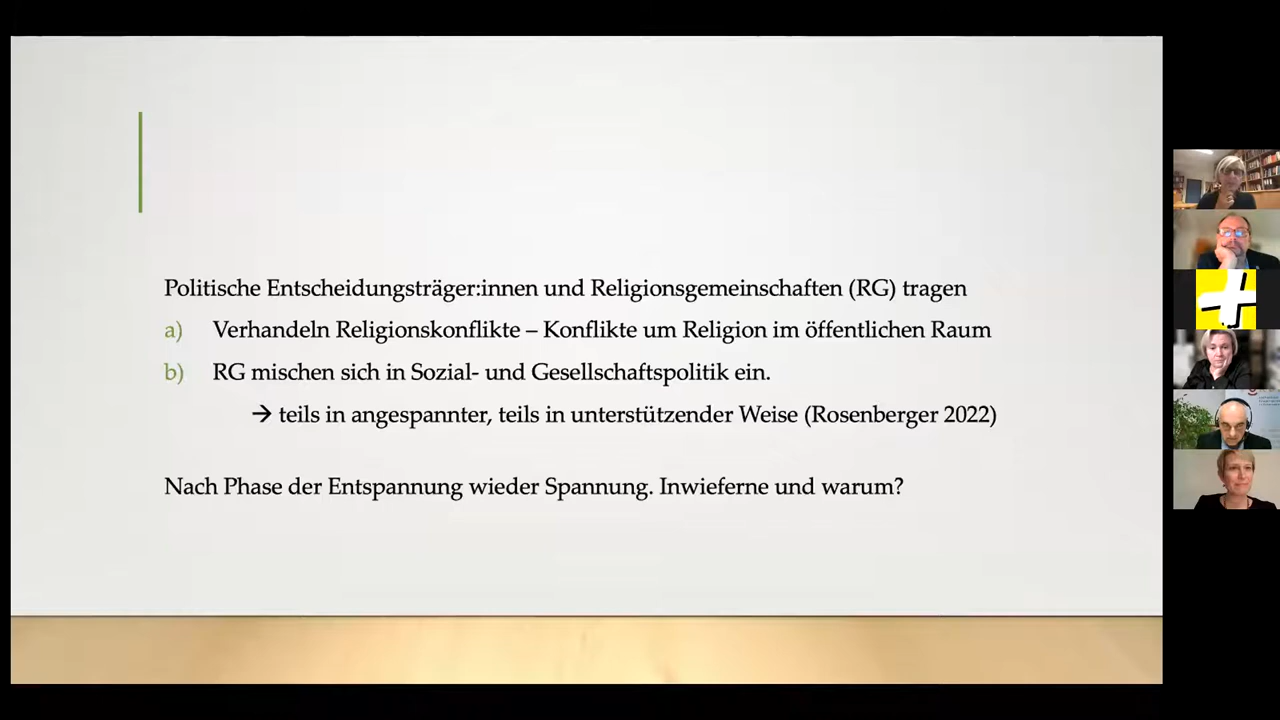 Politische Entscheidungsträger:innen und Religionsgemeinschaften (RG) tragen
a) Verhandeln Religionskonflikte – Konflikte um Religion im öffentlichen Raum
b) RG mischen sich in Sozial- und Gesellschaftspolitik ein.
→ teils in angespannter, teils in unterstützender Weise (Rosenberger 2022)
Nach Phase der Entspannung wieder Spannung. Inwieferne und warum?